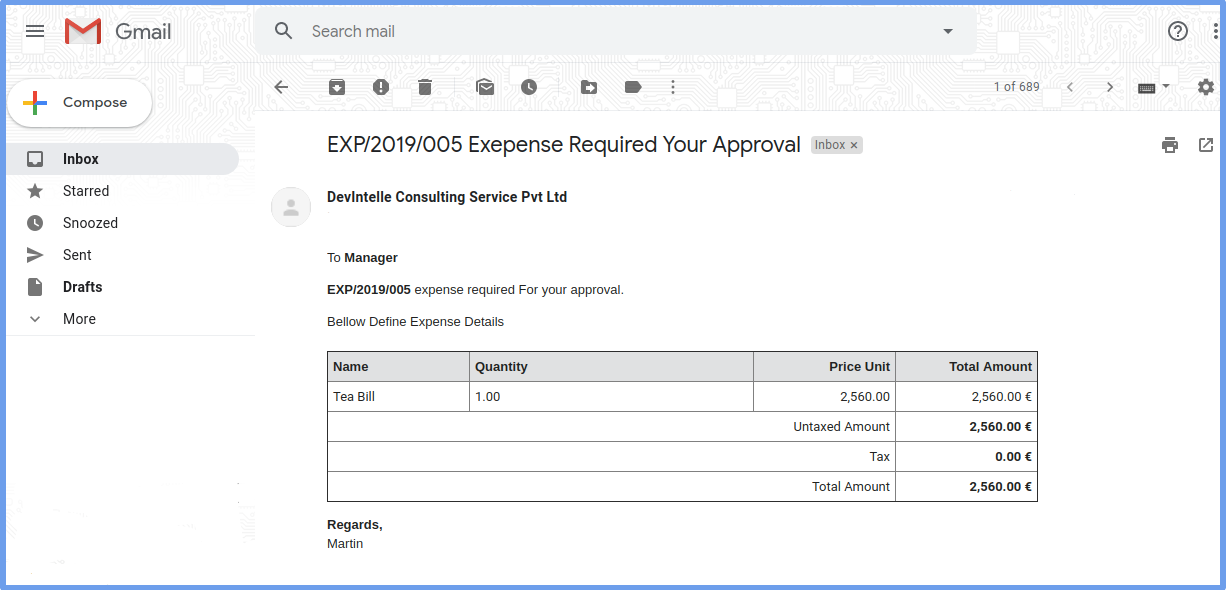 Gmail
Search mail
Compose
1 of 689
Inbox
Starred
Snoozed
Sent
Drafts
More
EXP/2019/005 Exepense Required Your Approval Inbox ×
DevIntelle Consulting Service Pvt Ltd
To Manager
EXP/2019/005 expense required For your approval.
Bellow Define Expense Details
Name Quantity Price Unit Total Amount
Tea Bill 1.00 2,560.00 2,560.00 €
Untaxed Amount 2,560.00 €
Tax 0.00 €
Total Amount 2,560.00 €
Regards,
Martin